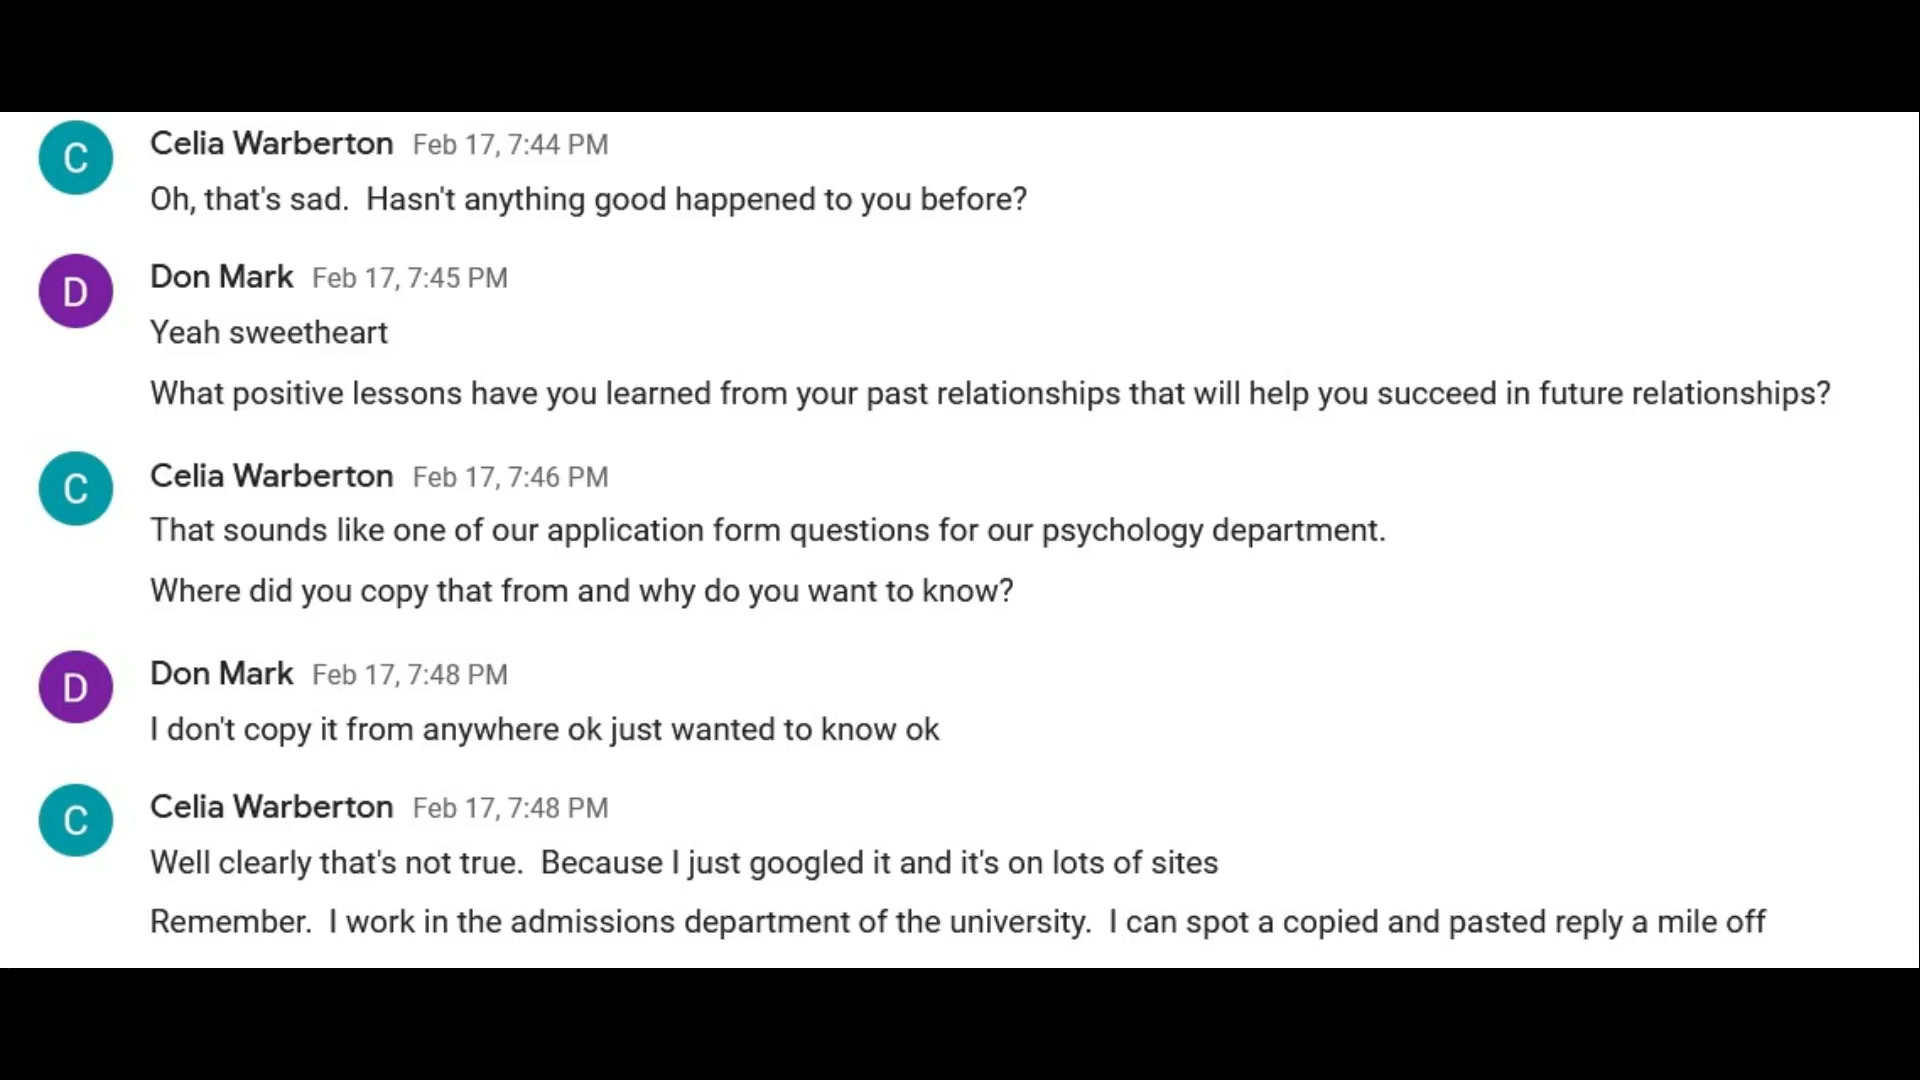 C
Celia Warberton Feb 17, 7:44 PM
Oh, that's sad.  Hasn't anything good happened to you before?
D
Don Mark Feb 17, 7:45 PM
Yeah sweetheart
What positive lessons have you learned from your past relationships that will help you succeed in future relationships?
C
Celia Warberton Feb 17, 7:46 PM
That sounds like one of our application form questions for our psychology department.
Where did you copy that from and why do you want to know?
D
Don Mark Feb 17, 7:48 PM
I don't copy it from anywhere ok just wanted to know ok
C
Celia Warberton Feb 17, 7:48 PM
Well clearly that's not true.  Because I just googled it and it's on lots of sites
Remember.  I work in the admissions department of the university.  I can spot a copied and pasted reply a mile off